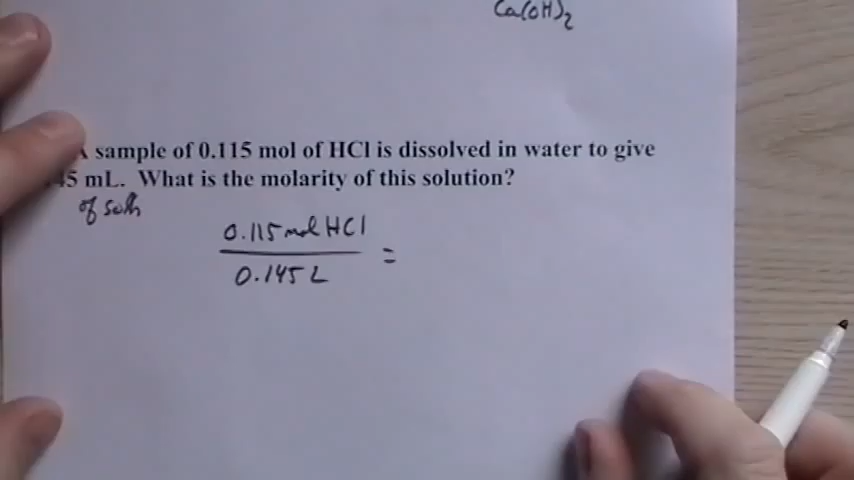 Ca(OH)₂
sample of 0.115 mol of HCl is dissolved in water to give
45 mL. What is the molarity of this solution?
of soln
0.115 mol HCl
0.145 L
=